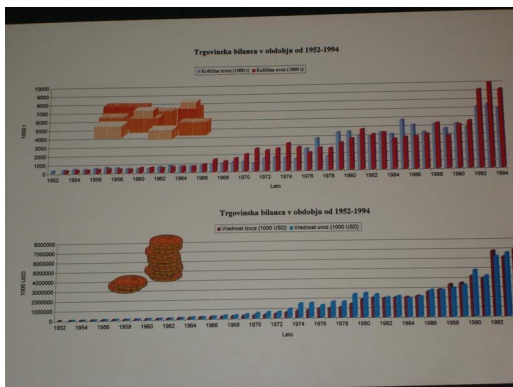 Trgovinska bilanca v obdobju od 1952-1994
Količina izvoz (1000 t) Količina uvoz (1000 t)
10000
9000
8000
7000
6000
5000
4000
3000
2000
1000
0
1000 t
1952 1954 1956 1958 1960 1962 1964 1966 1968 1970 1972 1974 1976 1978 1980 1982 1984 1986 1988 1990 1992 1994
Leto
Trgovinska bilanca v obdobju od 1952-1994
Vrednost izvoz (1000 USD) Vrednost uvoz (1000 USD)
8000000
7000000
6000000
5000000
4000000
3000000
2000000
1000000
0
1000 USD
1952 1954 1956 1958 1960 1962 1964 1966 1968 1970 1972 1974 1976 1978 1980 1982 1984 1986 1988 1990 1992
Leto